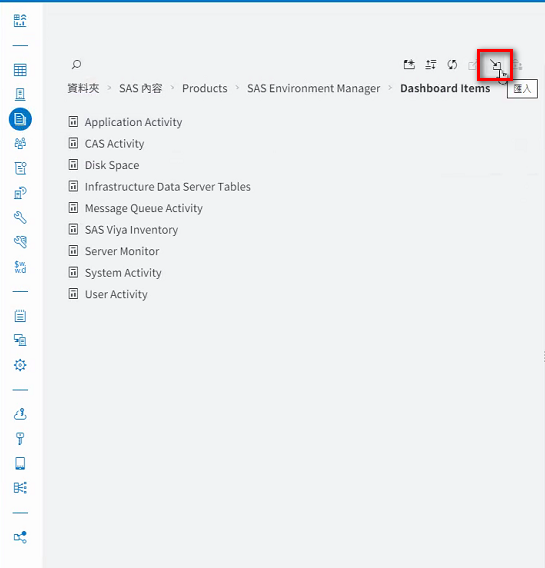 資料夾 > SAS 內容 > Products > SAS Environment Manager > Dashboard Items
匯入
Application Activity
CAS Activity
Disk Space
Infrastructure Data Server Tables
Message Queue Activity
SAS Viya Inventory
Server Monitor
System Activity
User Activity
$w.
w.d